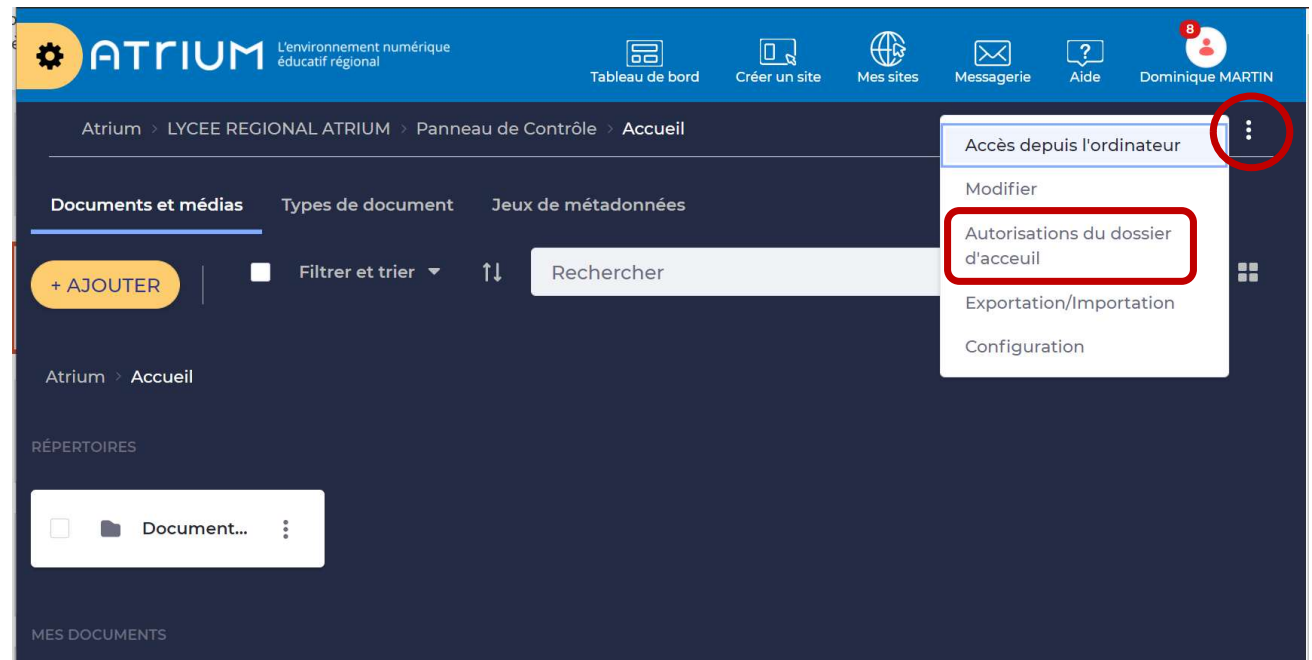 ATRIUM
L'environnement numérique
éducatif régional
Tableau de bord
Créer un site
Mes sites
Messagerie
Aide
8
Dominique MARTIN
Atrium > LYCEE REGIONAL ATRIUM > Panneau de Contrôle > Accueil
Accès depuis l'ordinateur
Modifier
Autorisations du dossier
d'acceuil
Exportation/Importation
Configuration
Documents et médias
Types de document
Jeux de métadonnées
+ AJOUTER
Filtrer et trier
Rechercher
Atrium > Accueil
RÉPERTOIRES
Document...
MES DOCUMENTS